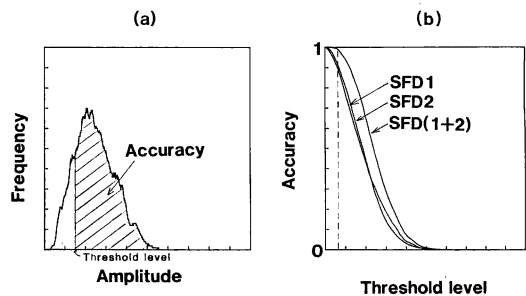 (a)
Frequency
Accuracy
Threshold level
Amplitude
(b)
1
Accuracy
SFD1
SFD2
SFD(1+2)
0
Threshold level